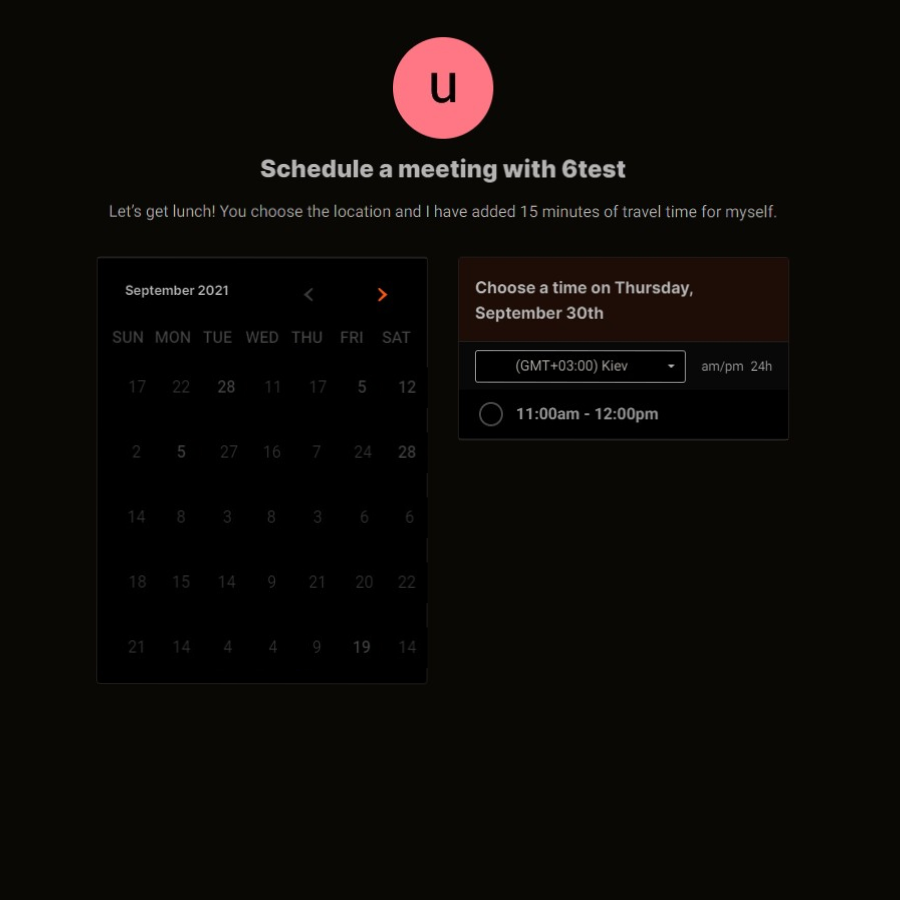 u
Schedule a meeting with 6test
Let's get lunch! You choose the location and I have added 15 minutes of travel time for myself.
September 2021
SUN MON TUE WED THU FRI SAT
17 22 28 11 17 5 12
2 5 27 16 7 24 28
14 8 3 8 3 6 6
18 15 14 9 21 20 22
21 14 4 4 9 19 14
Choose a time on Thursday,
September 30th
(GMT+03:00) Kiev
am/pm 24h
11:00am - 12:00pm